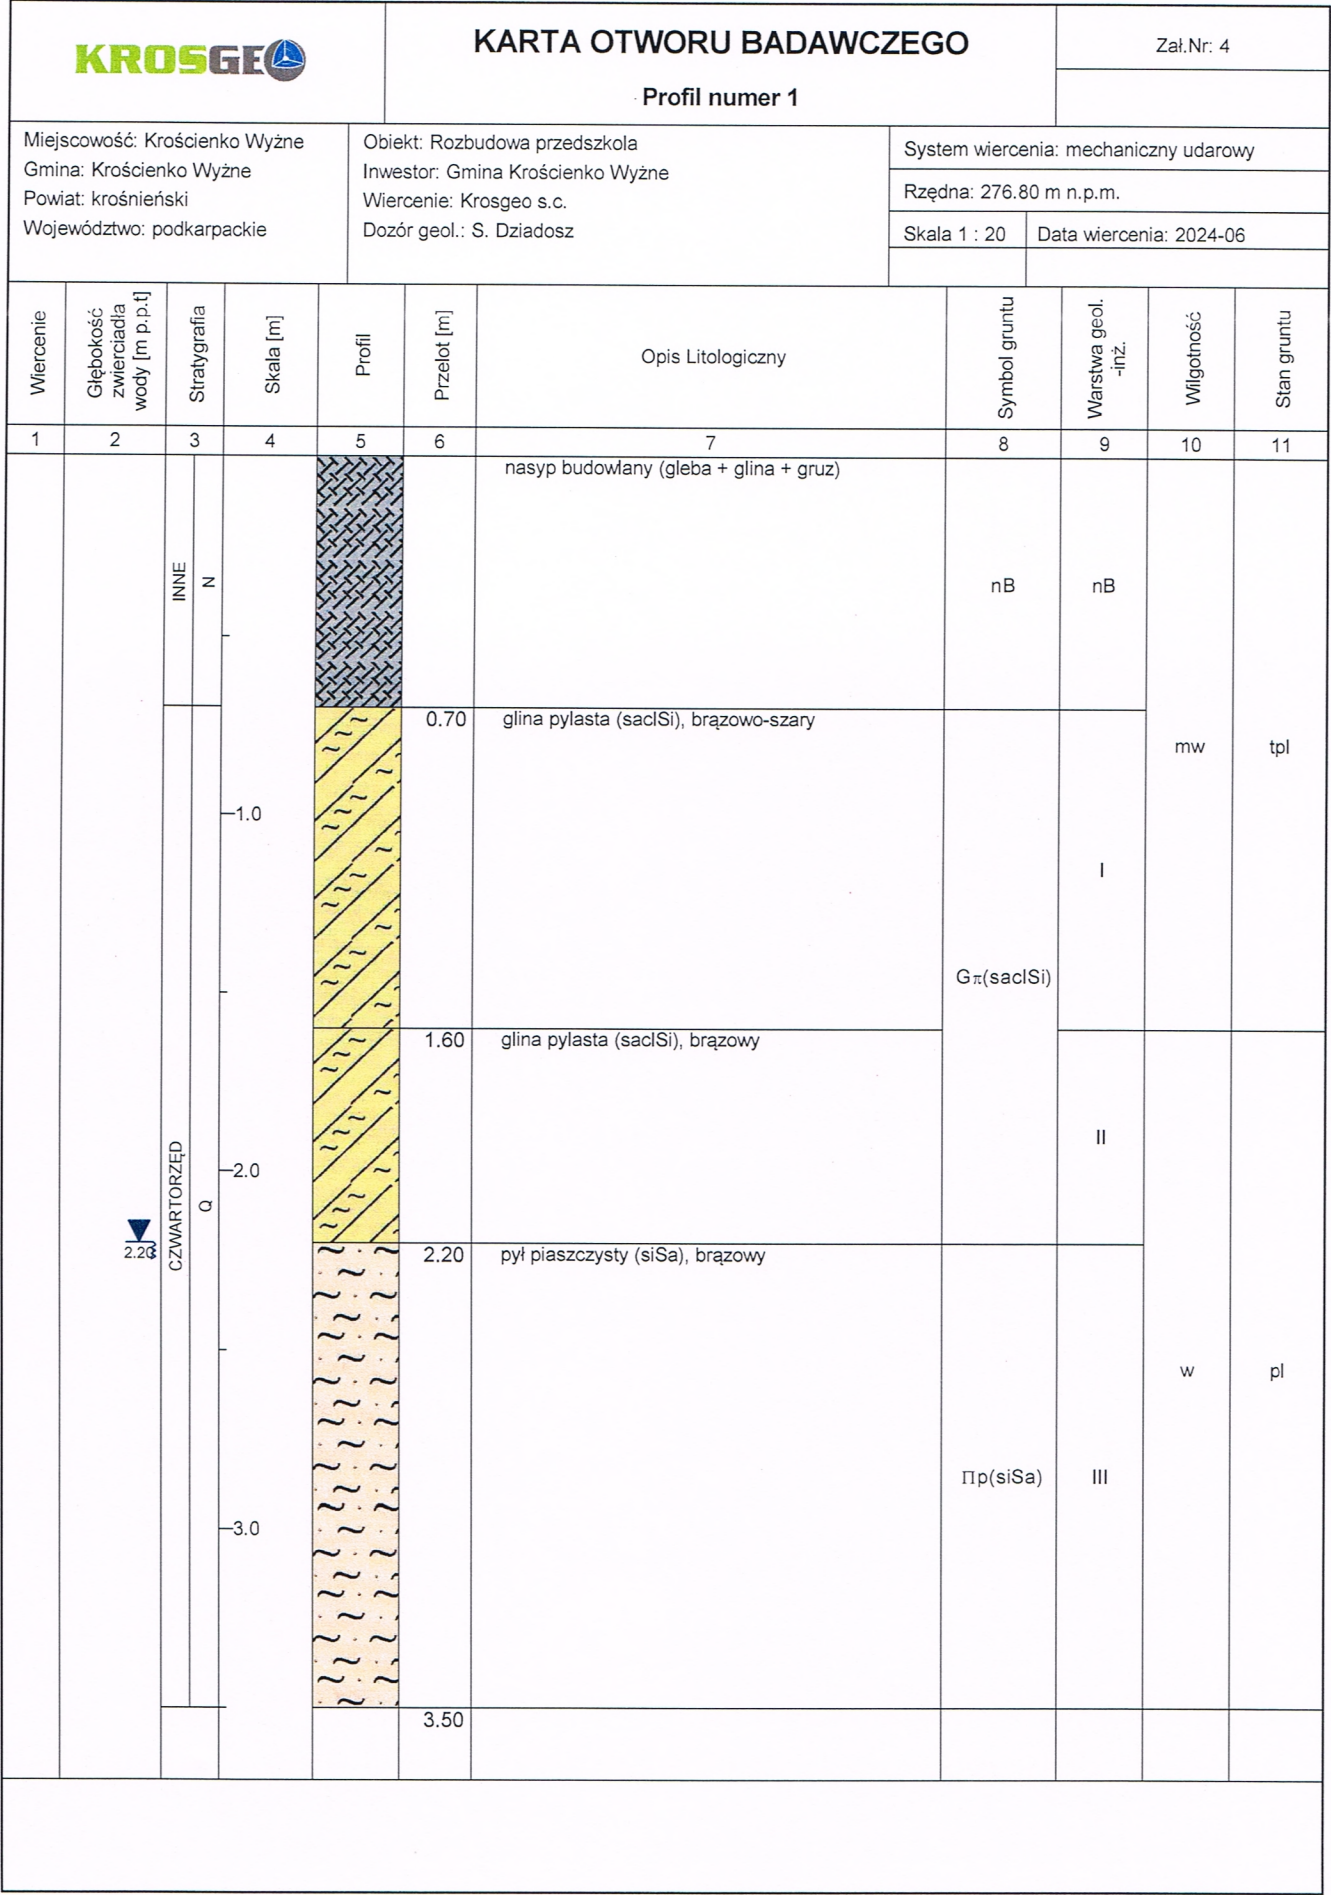 KROSGEO
KARTA OTWORU BADAWCZEGO
Profil numer 1
Zał.Nr: 4
Miejscowość: Krościenko Wyżne
Gmina: Krościenko Wyżne
Powiat: krośnieński
Województwo: podkarpackie
Obiekt: Rozbudowa przedszkola
Inwestor: Gmina Krościenko Wyżne
Wiercenie: Krosgeo s.c.
Dozór geol.: S. Dziadosz
System wiercenia: mechaniczny udarowy
Rzędna: 276.80 m n.p.m.
Skala 1 : 20
Data wiercenia: 2024-06
Wiercenie
Głębokość
zwierciadła
wody [m p.p.t]
Stratygrafia
Skala [m]
Profil
Przelot [m]
Opis Litologiczny
Symbol gruntu
Warstwa geol.
-inż.
Wilgotność
Stan gruntu
1
2
3
4
5
6
7
8
9
10
11
nasyp budowlany (gleba + glina + gruz)
INNE
N
nB
nB
0.70
glina pylasta (saclSi), brązowo-szary
mw
tpl
1.0
I
Gπ(saclSi)
1.60
glina pylasta (saclSi), brązowy
II
2.0
CZWARTORZĘD
Q
2.20
2.20
pył piaszczysty (siSa), brązowy
w
pl
Πp(siSa)
III
3.0
3.50